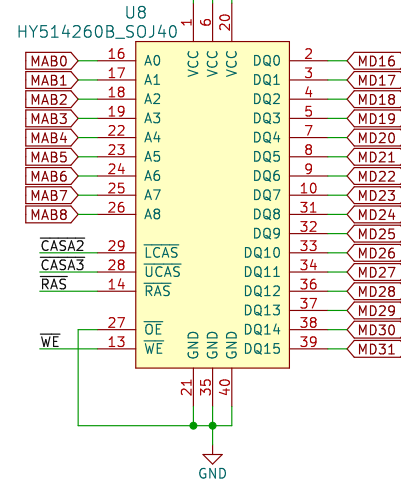 U8
HY514260B_SOJ40
1 6 20
VCC VCC VCC
MAB0 16 A0 DQ0 2 MD16
MAB1 17 A1 DQ1 3 MD17
MAB2 18 A2 DQ2 4 MD18
MAB3 19 A3 DQ3 5 MD19
MAB4 22 A4 DQ4 7 MD20
MAB5 23 A5 DQ5 8 MD21
MAB6 24 A6 DQ6 9 MD22
MAB7 25 A7 DQ7 10 MD23
MAB8 26 A8 DQ8 31 MD24
DQ9 32 MD25
CASA2 29 LCAS DQ10 33 MD26
CASA3 28 UCAS DQ11 34 MD27
RAS 14 RAS DQ12 36 MD28
DQ13 37 MD29
27 OE DQ14 38 MD30
WE 13 WE DQ15 39 MD31
GND GND GND
21 35 40
GND